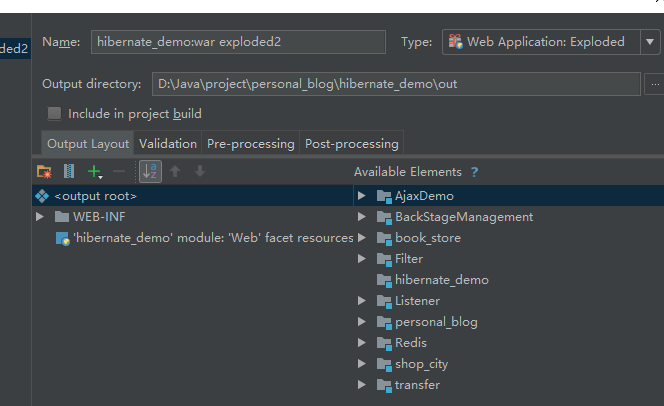 ded2
Name: hibernate_demo:war exploded2 Type: Web Application: Exploded
Output directory: D:\Java\project\personal_blog\hibernate_demo\out ...
Include in project build
Output Layout Validation Pre-processing Post-processing
Available Elements ?
<output root> AjaxDemo
WEB-INF BackStageManagement
'hibernate_demo' module: 'Web' facet resources book_store
Filter
hibernate_demo
Listener
personal_blog
Redis
shop_city
transfer